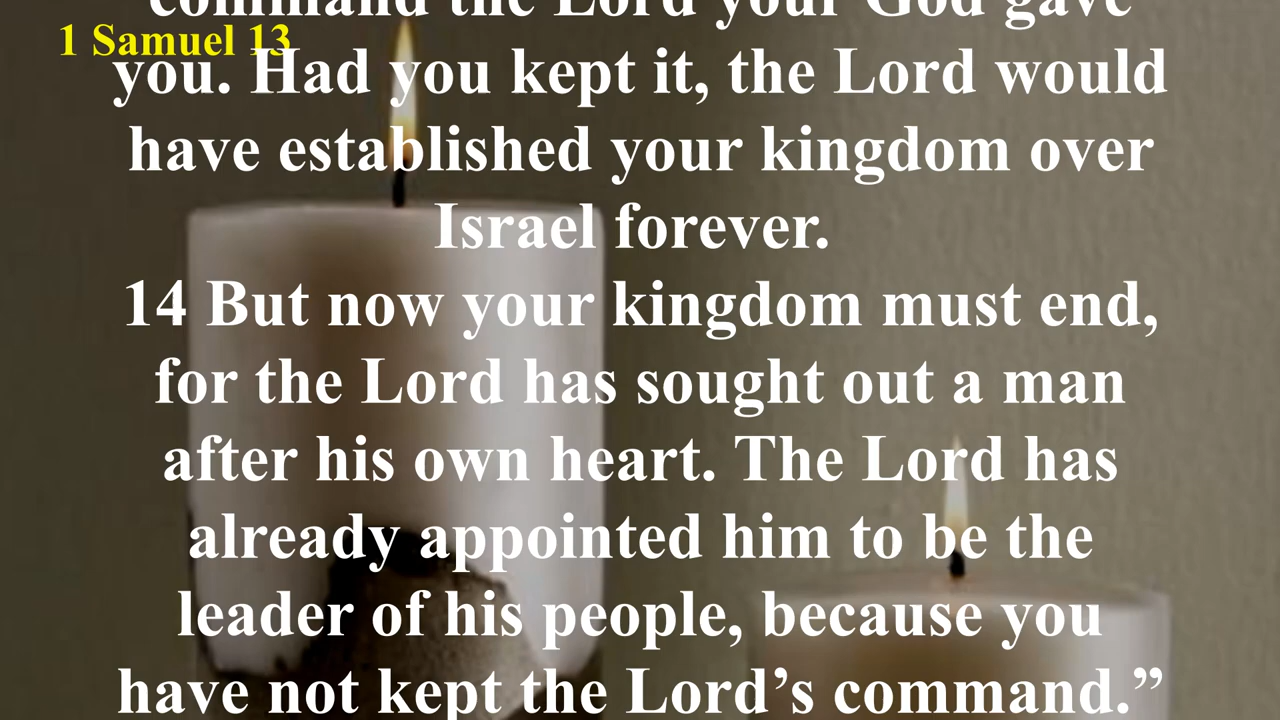 command the Lord your God gave
1 Samuel 13
you. Had you kept it, the Lord would
have established your kingdom over
Israel forever.
14 But now your kingdom must end,
for the Lord has sought out a man
after his own heart. The Lord has
already appointed him to be the
leader of his people, because you
have not kept the Lord’s command.”